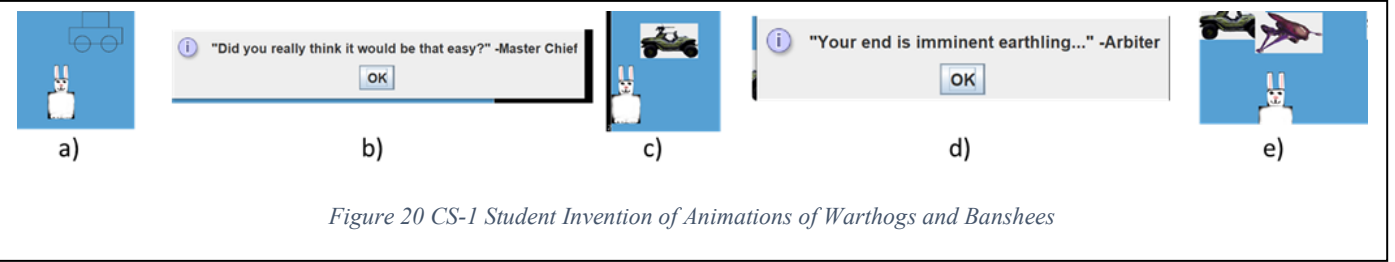 "Did you really think it would be that easy?" -Master Chief
OK
"Your end is imminent earthling..." -Arbiter
OK
a)
b)
c)
d)
e)
Figure 20 CS-1 Student Invention of Animations of Warthogs and Banshees